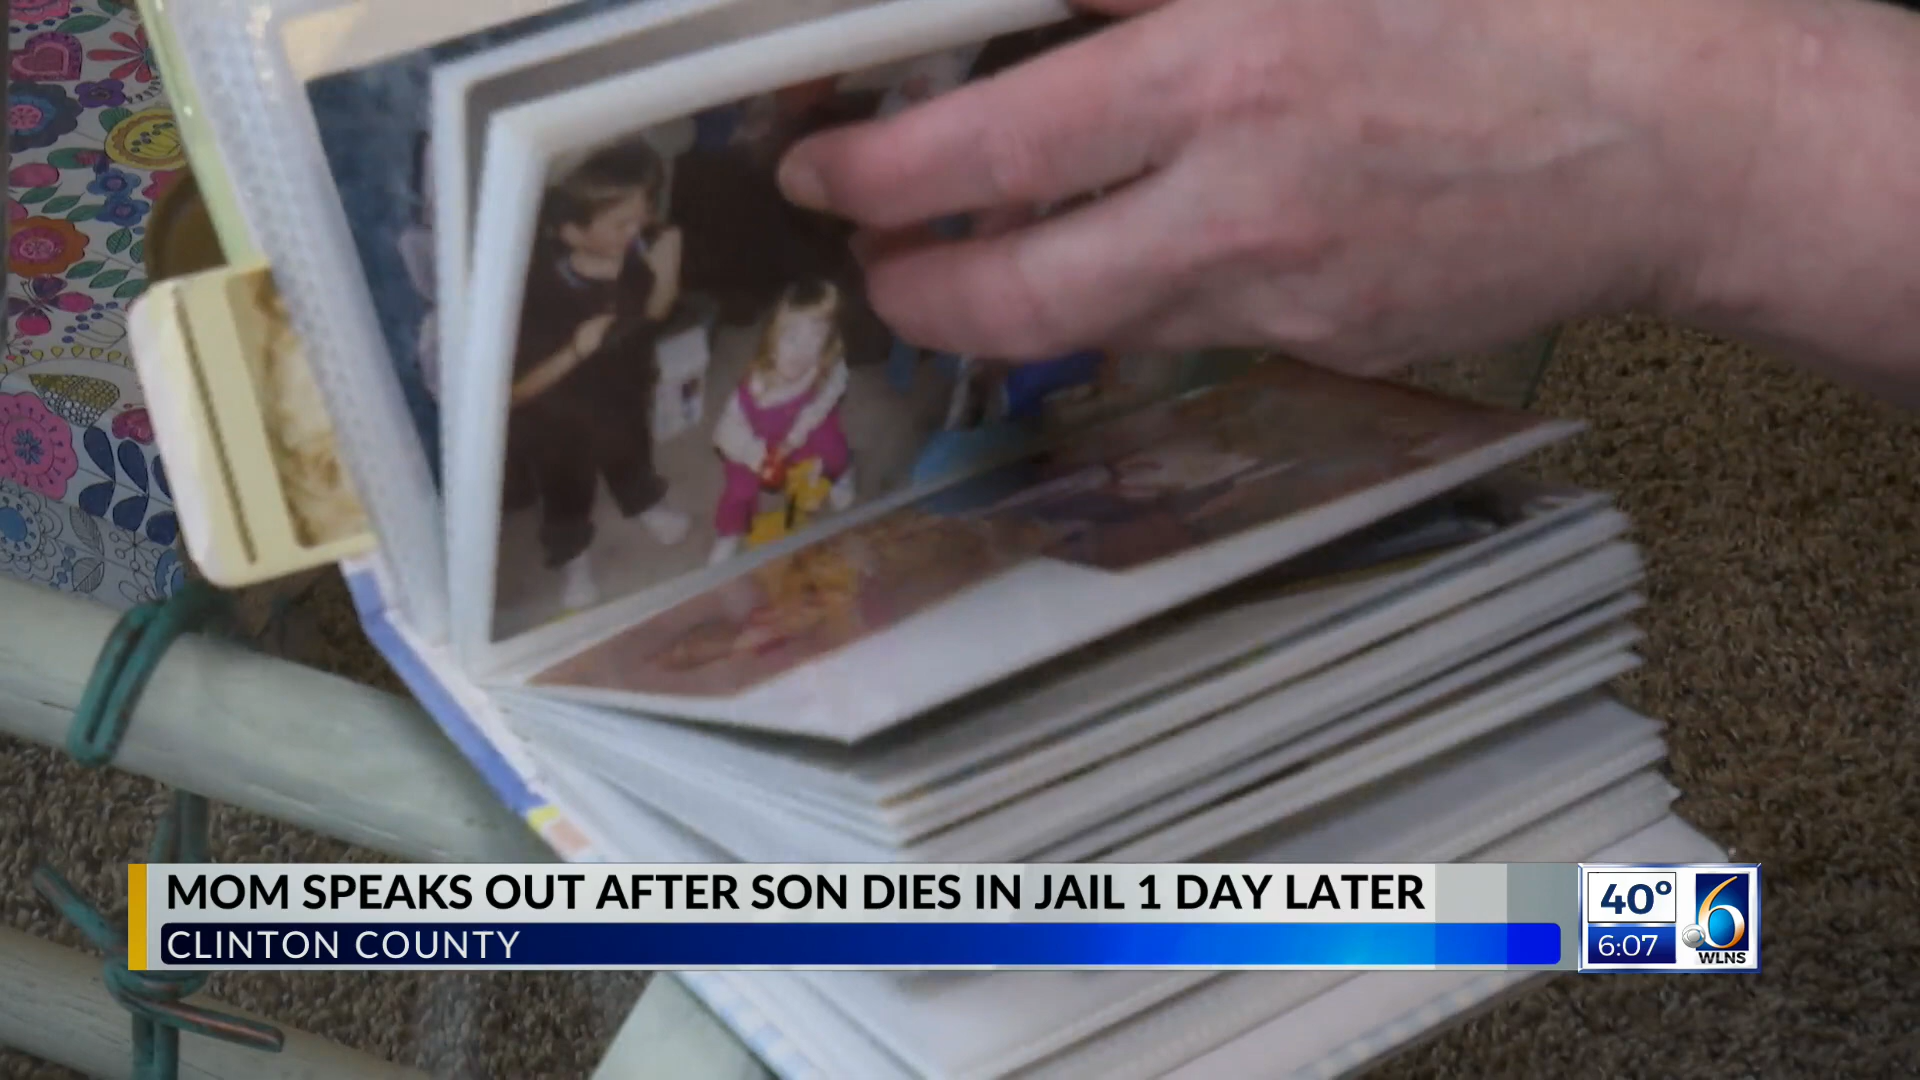 MOM SPEAKS OUT AFTER SON DIES IN JAIL 1 DAY LATER
CLINTON COUNTY
40°
6:07
6
WLNS